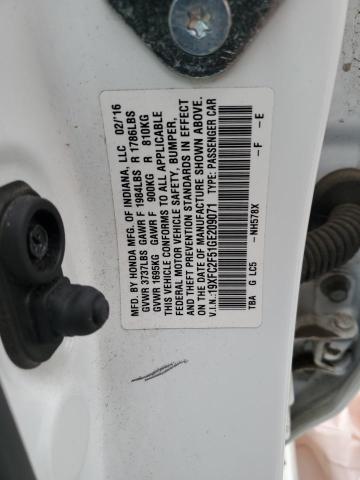 MFD. BY HONDA MFG. OF INDIANA, LLC 02/'16
GVWR 3737LBS GAWR F 1984LBS R 1786LBS
GVWR 1695KG GAWR F 900KG R 810KG
THIS VEHICLE CONFORMS TO ALL APPLICABLE
FEDERAL MOTOR VEHICLE SAFETY, BUMPER,
AND THEFT PREVENTION STANDARDS IN EFFECT
ON THE DATE OF MANUFACTURE SHOWN ABOVE.
V.I.N.:19XFC2F51GE209071 TYPE: PASSENGER CAR
TBA G LC5 –NH578X –F –E